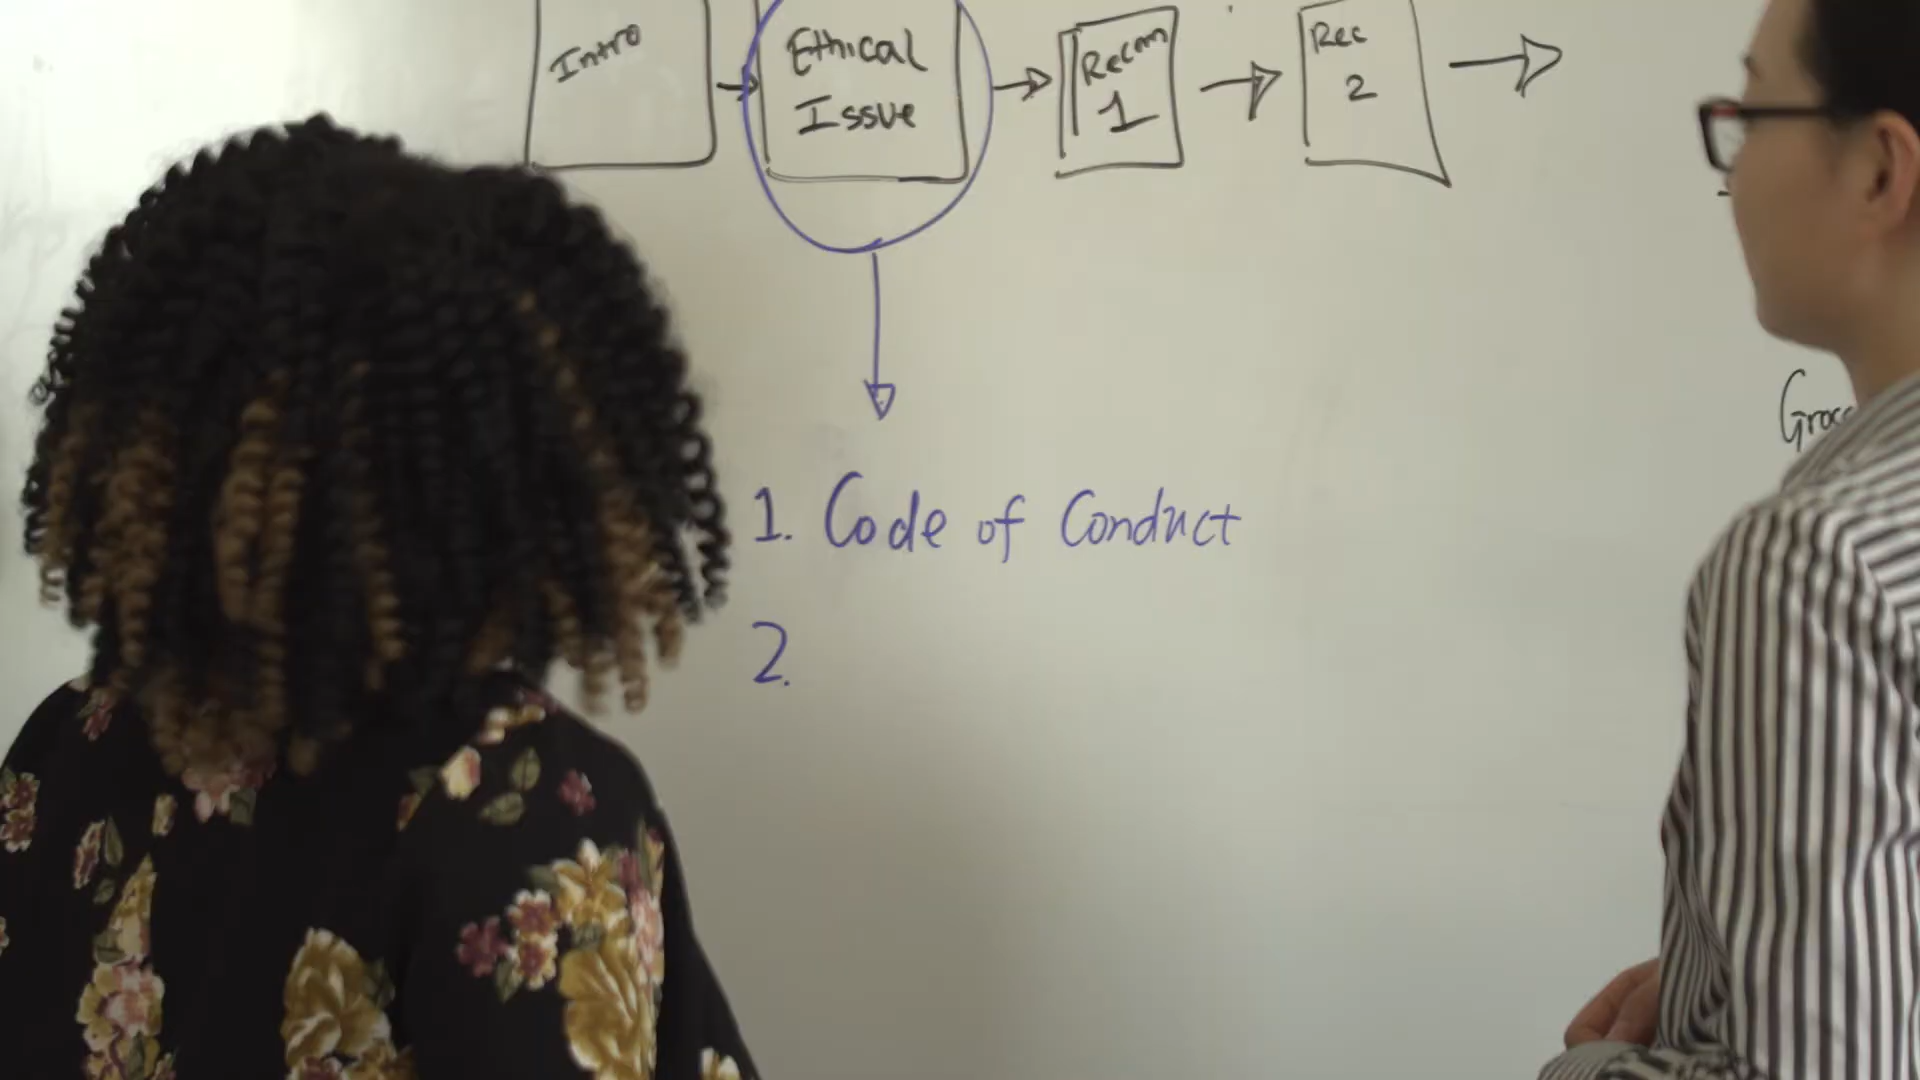 Intro
Ethical
Issue
Recom
1
Rec
2
1. Code of Conduct
2.